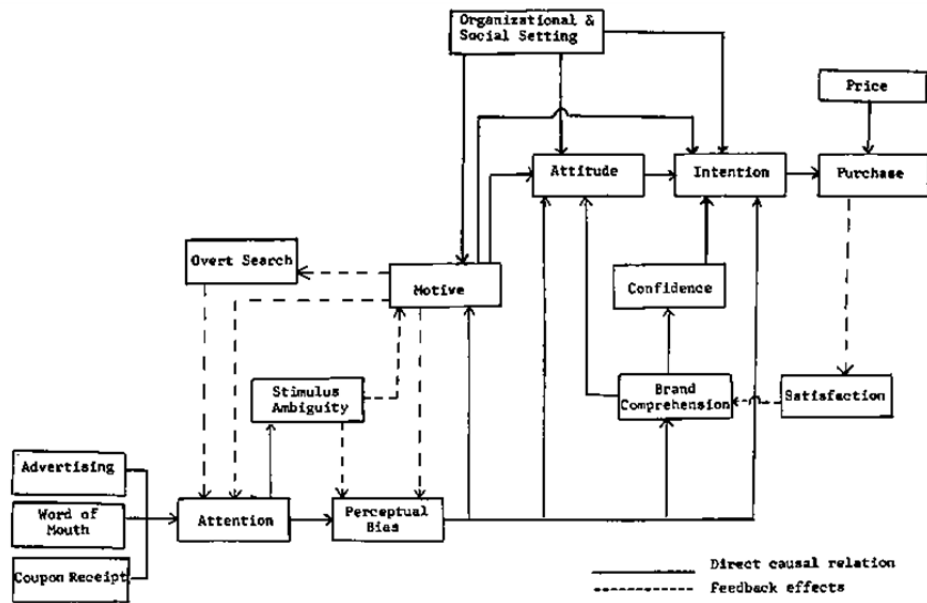 Organizational &
Social Setting
Price
Attitude
Intention
Purchase
Overt Search
Motive
Confidence
Stimulus
Ambiguity
Brand
Comprehension
Satisfaction
Advertising
Word of
Mouth
Attention
Perceptual
Bias
Coupon Receipt
Direct causal relation
Feedback effects